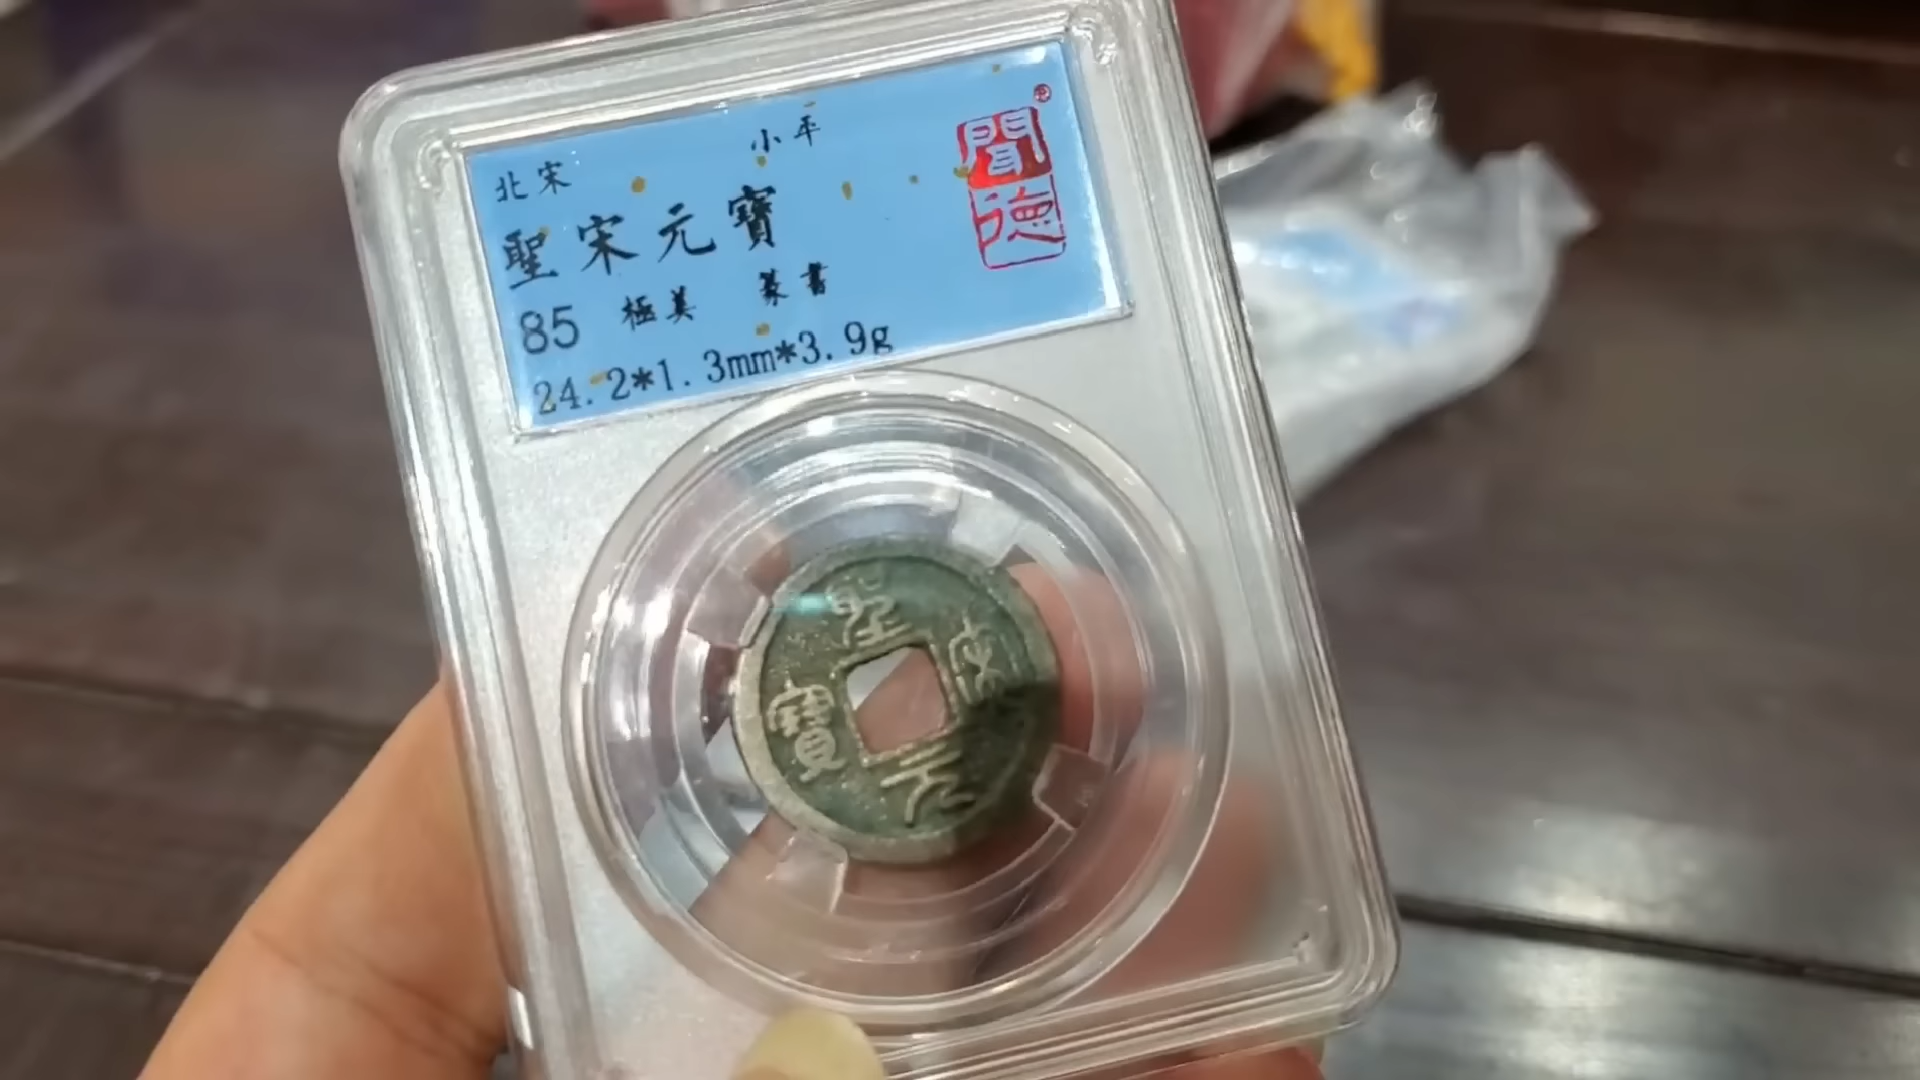 北宋 小平
聖宋元寶
85 極美 篆書
24.2*1.3mm*3.9g
聞德
聖宋元寶